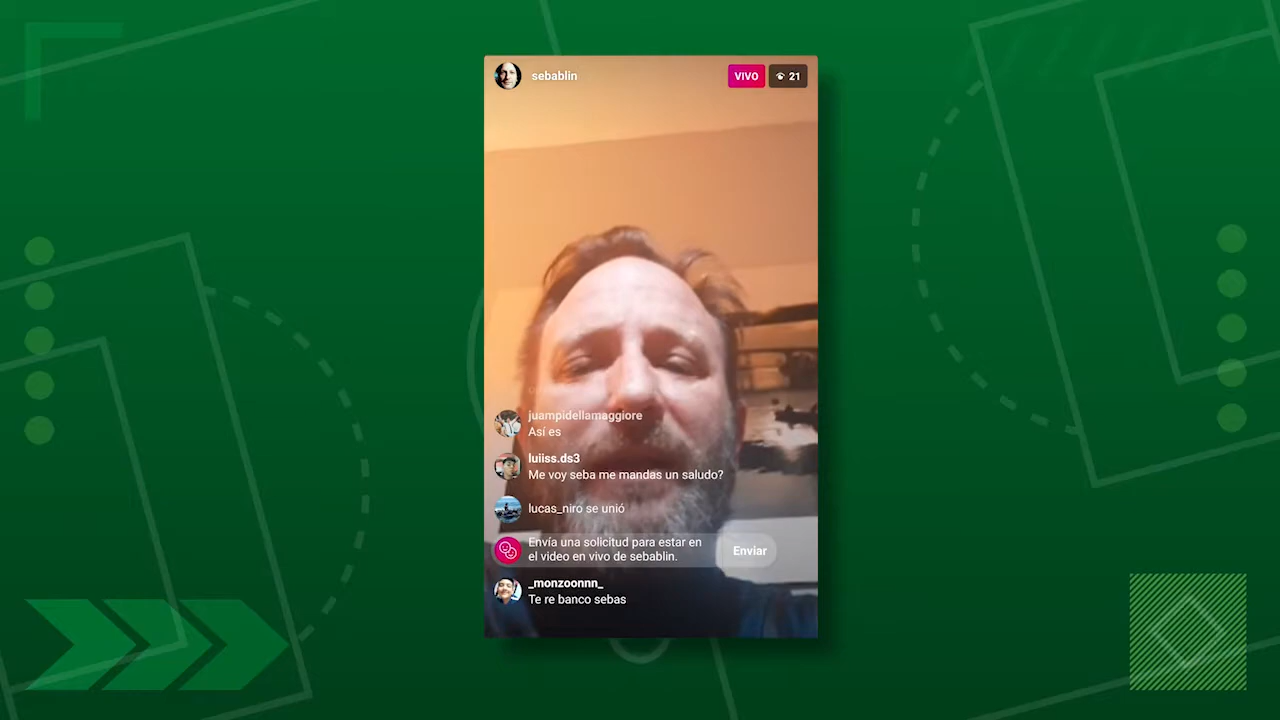 sebablin
VIVO
21
juampidellamaggiore
Así es
luiiss.ds3
Me voy seba me mandas un saludo?
lucas_niro se unió
Envía una solicitud para estar en
el video en vivo de sebablin.
Enviar
_monzoonnn_
Te re banco sebas